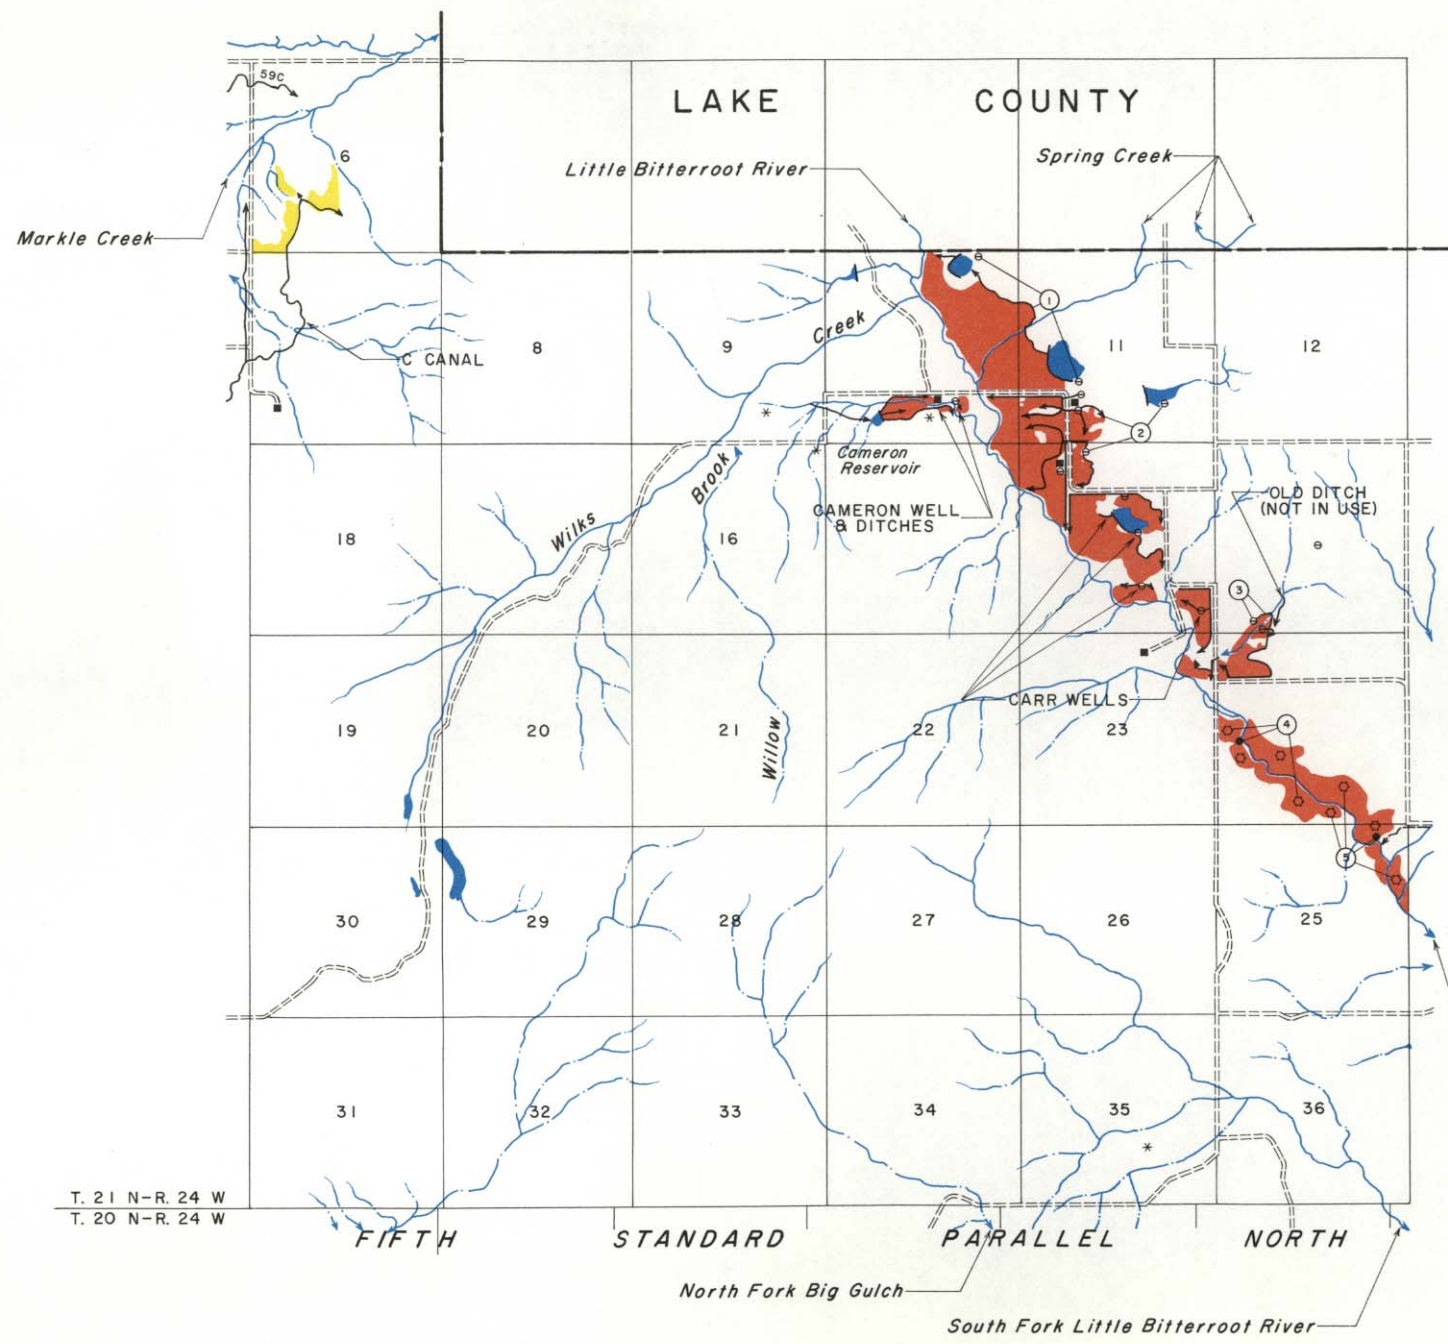 59C
LAKE COUNTY
6
Little Bitterroot River
Spring Creek
Markle Creek
1
Creek
C CANAL
8
9
11
12
2
Cameron
Reservoir
Brook
OLD DITCH
(NOT IN USE)
CAMERON WELL
& DITCHES
Wilks
18
16
3
CARR WELLS
19
20
21
22
23
4
Willow
5
30
29
28
27
26
25
31
32
33
34
35
36
T. 21 N-R. 24 W
T. 20 N-R. 24 W
FIFTH STANDARD PARALLEL NORTH
North Fork Big Gulch
South Fork Little Bitterroot River